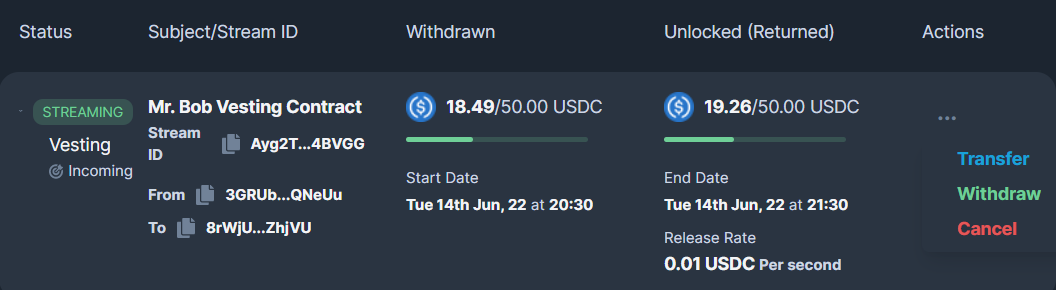 Status Subject/Stream ID Withdrawn Unlocked (Returned) Actions
STREAMING
Vesting
Incoming
Mr. Bob Vesting Contract
Stream
ID
Ayg2T...4BVGG
From 3GRUb...QNeUu
To 8rWjU...ZhjVU
18.49/50.00 USDC
Start Date
Tue 14th Jun, 22 at 20:30
19.26/50.00 USDC
End Date
Tue 14th Jun, 22 at 21:30
Release Rate
0.01 USDC Per second
...
Transfer
Withdraw
Cancel